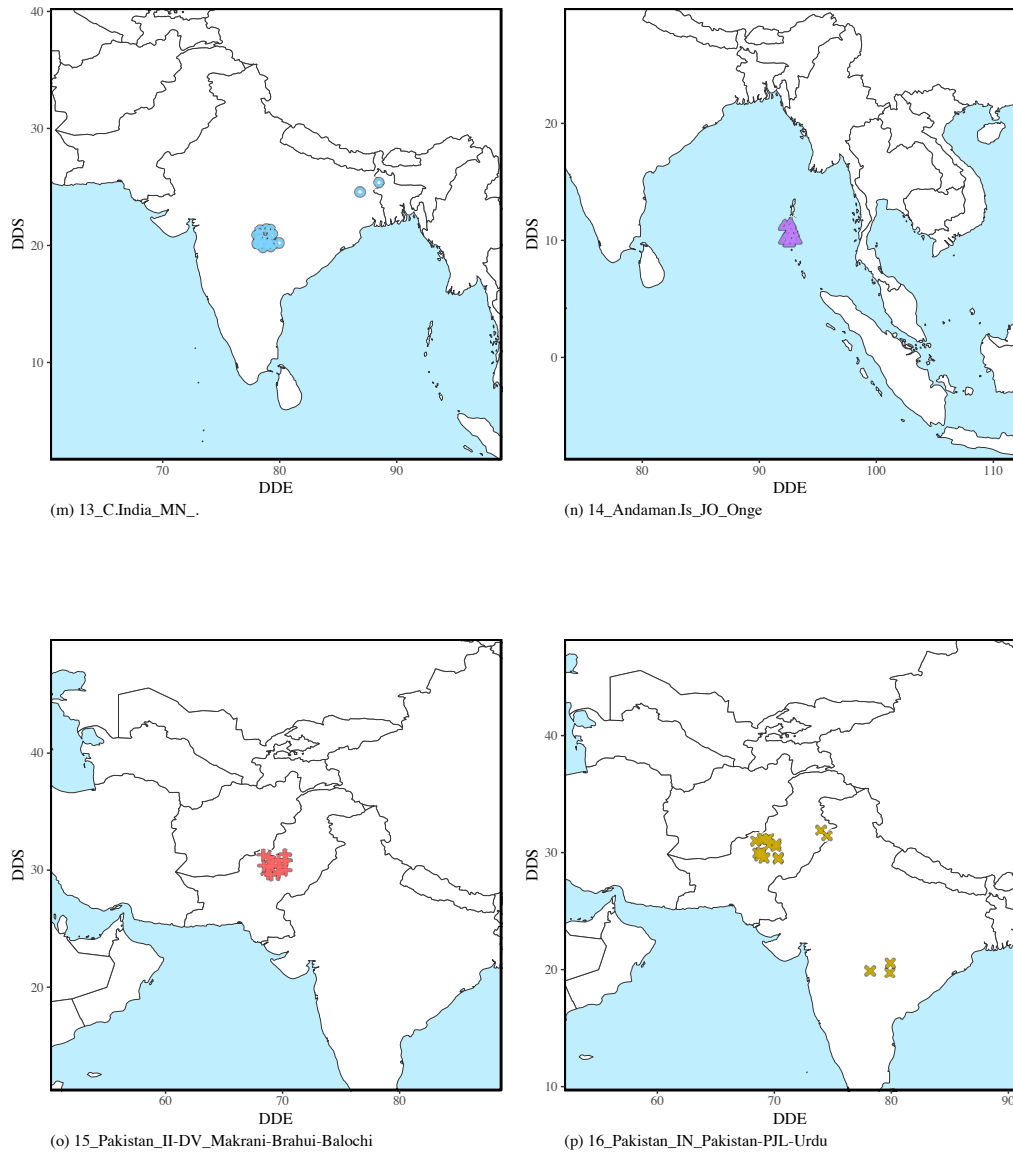 40
30
20
10
DDS
70
80
90
DDE
(m) 13_C.India_MN_.
20
10
0
DDS
80
90
100
110
DDE
(n) 14_Andaman.Is_JO_Onge
40
30
20
DDS
60
70
80
DDE
(o) 15_Pakistan_II-DV_Makrani-Brahui-Balochi
40
30
20
10
DDS
60
70
80
90
DDE
(p) 16_Pakistan_IN_Pakistan-PJL-Urdu